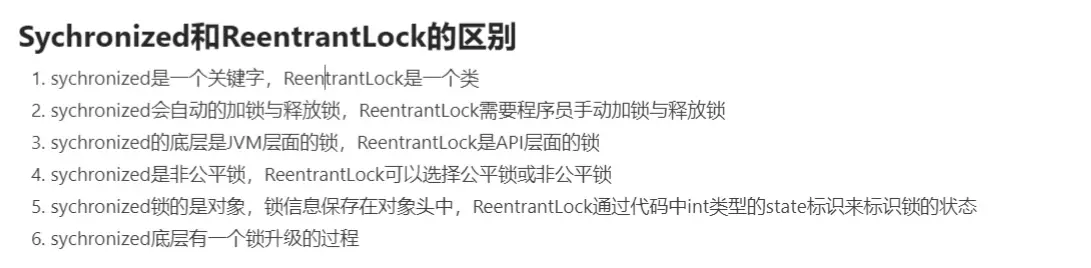 Sychronized和ReentrantLock的区别
1. sychronized是一个关键字，ReentrantLock是一个类
2. sychronized会自动的加锁与释放锁，ReentrantLock需要程序员手动加锁与释放锁
3. sychronized的底层是JVM层面的锁，ReentrantLock是API层面的锁
4. sychronized是非公平锁，ReentrantLock可以选择公平锁或非公平锁
5. sychronized锁的是对象，锁信息保存在对象头中，ReentrantLock通过代码中int类型的state标识来标识锁的状态
6. sychronized底层有一个锁升级的过程